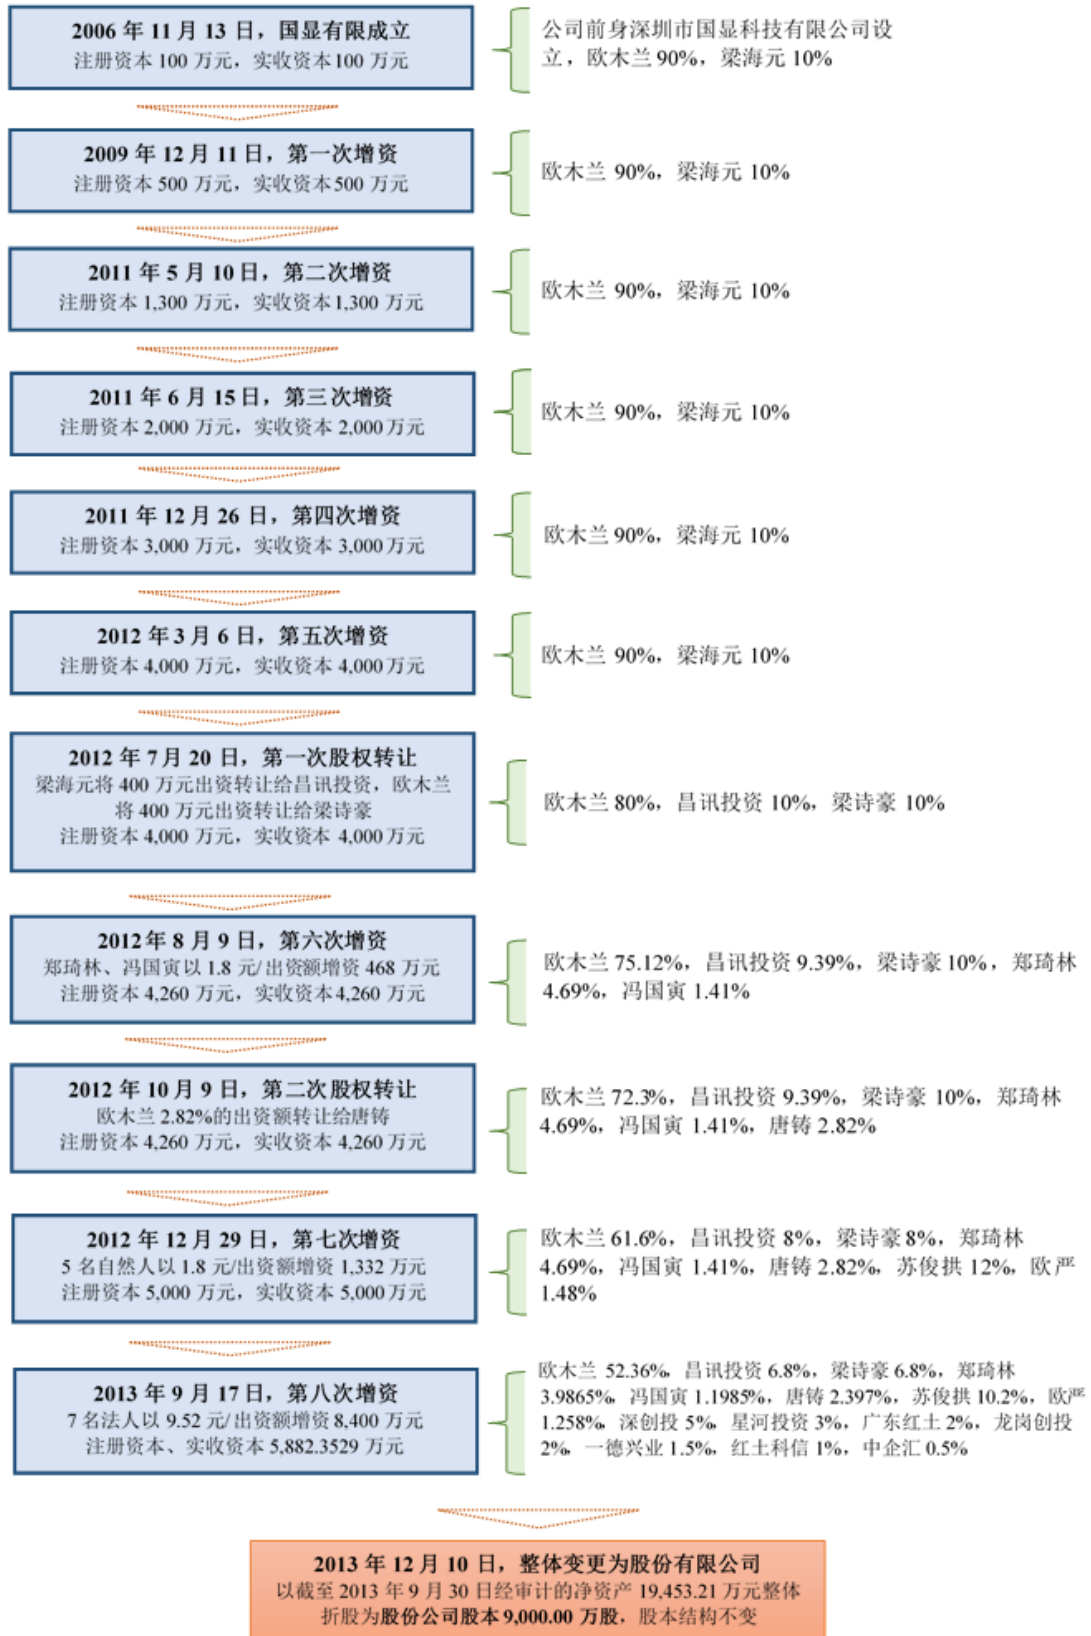 2006 年 11 月 13 日，国显有限成立
注册资本 100 万元，实收资本 100 万元
公司前身深圳市国显科技有限公司设
立，欧木兰 90%，梁海元 10%
2009 年 12 月 11 日，第一次增资
注册资本 500 万元，实收资本 500 万元
欧木兰 90%，梁海元 10%
2011 年 5 月 10 日，第二次增资
注册资本 1,300 万元，实收资本 1,300 万元
欧木兰 90%，梁海元 10%
2011 年 6 月 15 日，第三次增资
注册资本 2,000 万元，实收资本 2,000 万元
欧木兰 90%，梁海元 10%
2011 年 12 月 26 日，第四次增资
注册资本 3,000 万元，实收资本 3,000 万元
欧木兰 90%，梁海元 10%
2012 年 3 月 6 日，第五次增资
注册资本 4,000 万元，实收资本 4,000 万元
欧木兰 90%，梁海元 10%
2012 年 7 月 20 日，第一次股权转让
梁海元将 400 万元出资转让给昌讯投资，欧木兰
将 400 万元出资转让给梁诗豪
注册资本 4,000 万元，实收资本 4,000 万元
欧木兰 80%，昌讯投资 10%，梁诗豪 10%
2012 年 8 月 9 日，第六次增资
郑琦林、冯国寅以 1.8 元/出资额增资 468 万元
注册资本 4,260 万元，实收资本 4,260 万元
欧木兰 75.12%，昌讯投资 9.39%，梁诗豪 10%，郑琦林
4.69%，冯国寅 1.41%
2012 年 10 月 9 日，第二次股权转让
欧木兰 2.82%的出资额转让给唐铸
注册资本 4,260 万元，实收资本 4,260 万元
欧木兰 72.3%，昌讯投资 9.39%，梁诗豪 10%，郑琦林
4.69%，冯国寅 1.41%，唐铸 2.82%
2012 年 12 月 29 日，第七次增资
5 名自然人以 1.8 元/出资额增资 1,332 万元
注册资本 5,000 万元，实收资本 5,000 万元
欧木兰 61.6%，昌讯投资 8%，梁诗豪 8%，郑琦林
4.69%，冯国寅 1.41%，唐铸 2.82%，苏俊拱 12%，欧严
1.48%
2013 年 9 月 17 日，第八次增资
7 名法人以 9.52 元/出资额增资 8,400 万元
注册资本、实收资本 5,882.3529 万元
欧木兰 52.36%，昌讯投资 6.8%，梁诗豪 6.8%，郑琦林
3.9865%，冯国寅 1.1985%，唐铸 2.397%，苏俊拱 10.2%，欧严
1.258%，深创投 5%，星河投资 3%，广东红土 2%，龙岗创投
2%，一德兴业 1.5%，红土科信 1%，中企汇 0.5%
2013 年 12 月 10 日，整体变更为股份有限公司
以截至 2013 年 9 月 30 日经审计的净资产 19,453.21 万元整体
折股为股份公司股本 9,000.00 万股，股本结构不变